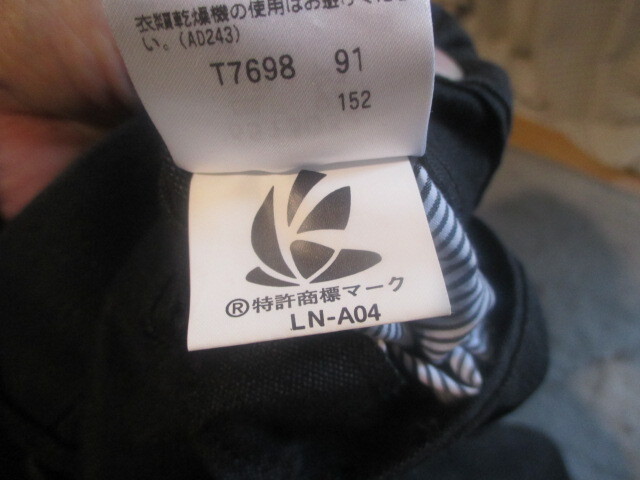 衣類乾燥機の使用はお避けくださ
い。(AD243)
T7698 91
152
®特許商標マーク
LN-A04